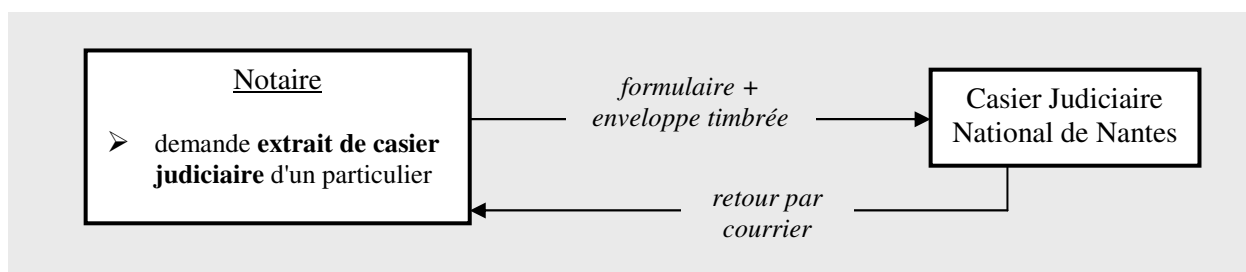 Notaire
➢ demande extrait de casier
judiciaire d'un particulier
formulaire +
enveloppe timbrée
Casier Judiciaire
National de Nantes
retour par
courrier